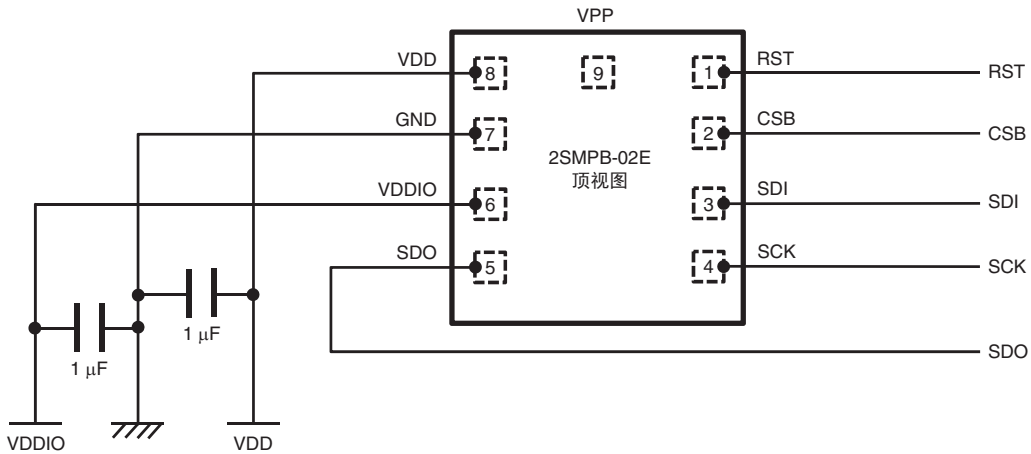 VPP
VDD
8
9
1
RST
RST
GND
7
2
CSB
CSB
2SMPB-02E
顶视图
VDDIO
6
3
SDI
SDI
SDO
5
4
SCK
SCK
1 μF
1 μF
SDO
VDDIO
VDD